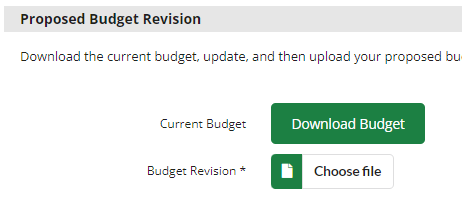 Proposed Budget Revision
Download the current budget, update, and then upload your proposed bu
Current Budget Download Budget
Budget Revision * Choose file